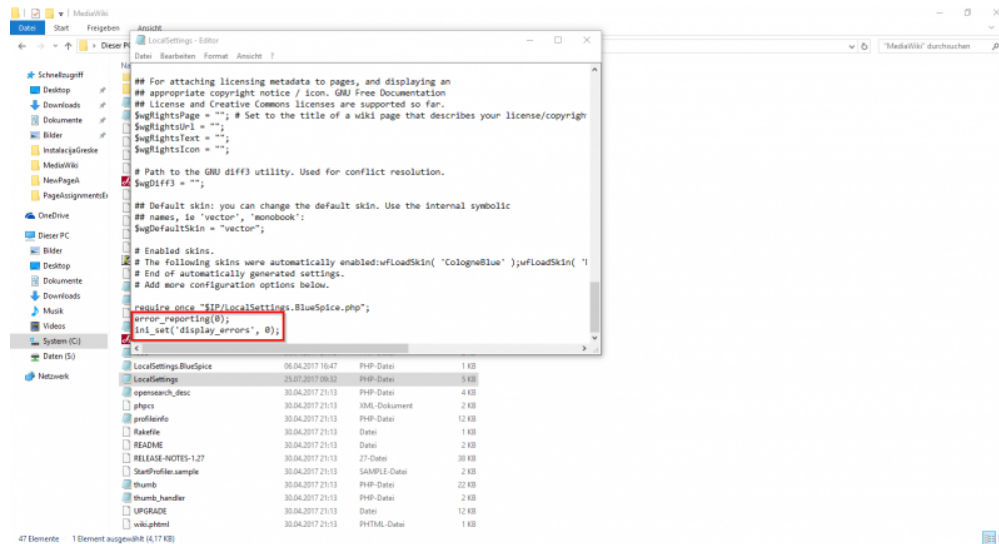 MediaWiki
Datei Start Freigeben Ansicht
Dieser PC
"MediaWiki" durchsuchen
LocalSettings - Editor
Datei Bearbeiten Format Ansicht ?
## For attaching licensing metadata to pages, and displaying an
## appropriate copyright notice / icon. GNU Free Documentation
## License and Creative Commons licenses are supported so far.
$wgRightsPage = ""; # Set to the title of a wiki page that describes your license/copyright
$wgRightsUrl = "";
$wgRightsText = "";
$wgRightsIcon = "";
# Path to the GNU diff3 utility. Used for conflict resolution.
$wgDiff3 = "";
## Default skin: you can change the default skin. Use the internal symbolic
## names, ie 'vector', 'monobook':
$wgDefaultSkin = "vector";
# Enabled skins.
# The following skins were automatically enabled:wfLoadSkin( 'CologneBlue' );wfLoadSkin(
# End of automatically generated settings.
# Add more configuration options below.
require_once "$IP/LocalSettings.BlueSpice.php";
error_reporting(0);
ini_set('display_errors', 0);
Schnellzugriff
Desktop
Downloads
Dokumente
Bilder
InstalacijaGreske
MediaWiki
NewPageA
PageAssignmentsEx
OneDrive
Dieser PC
Bilder
Desktop
Dokumente
Downloads
Musik
Videos
System (C:)
Daten (S:)
Netzwerk
LocalSettings.BlueSpice 06.04.2017 16:47 PHP-Datei 1 KB
LocalSettings 25.07.2017 09:32 PHP-Datei 5 KB
opensearch_desc 30.04.2017 21:13 PHP-Datei 4 KB
phpcs 30.04.2017 21:13 XML-Dokument 2 KB
profileinfo 30.04.2017 21:13 PHP-Datei 12 KB
Rakefile 30.04.2017 21:13 Datei 1 KB
README 30.04.2017 21:13 Datei 2 KB
RELEASE-NOTES-1.27 30.04.2017 21:13 27-Datei 38 KB
StartProfiler.sample 30.04.2017 21:13 SAMPLE-Datei 2 KB
thumb 30.04.2017 21:13 PHP-Datei 22 KB
thumb_handler 30.04.2017 21:13 PHP-Datei 2 KB
UPGRADE 30.04.2017 21:13 Datei 12 KB
wiki.phtml 30.04.2017 21:13 PHTML-Datei 1 KB
47 Elemente 1 Element ausgewählt (4,17 KB)